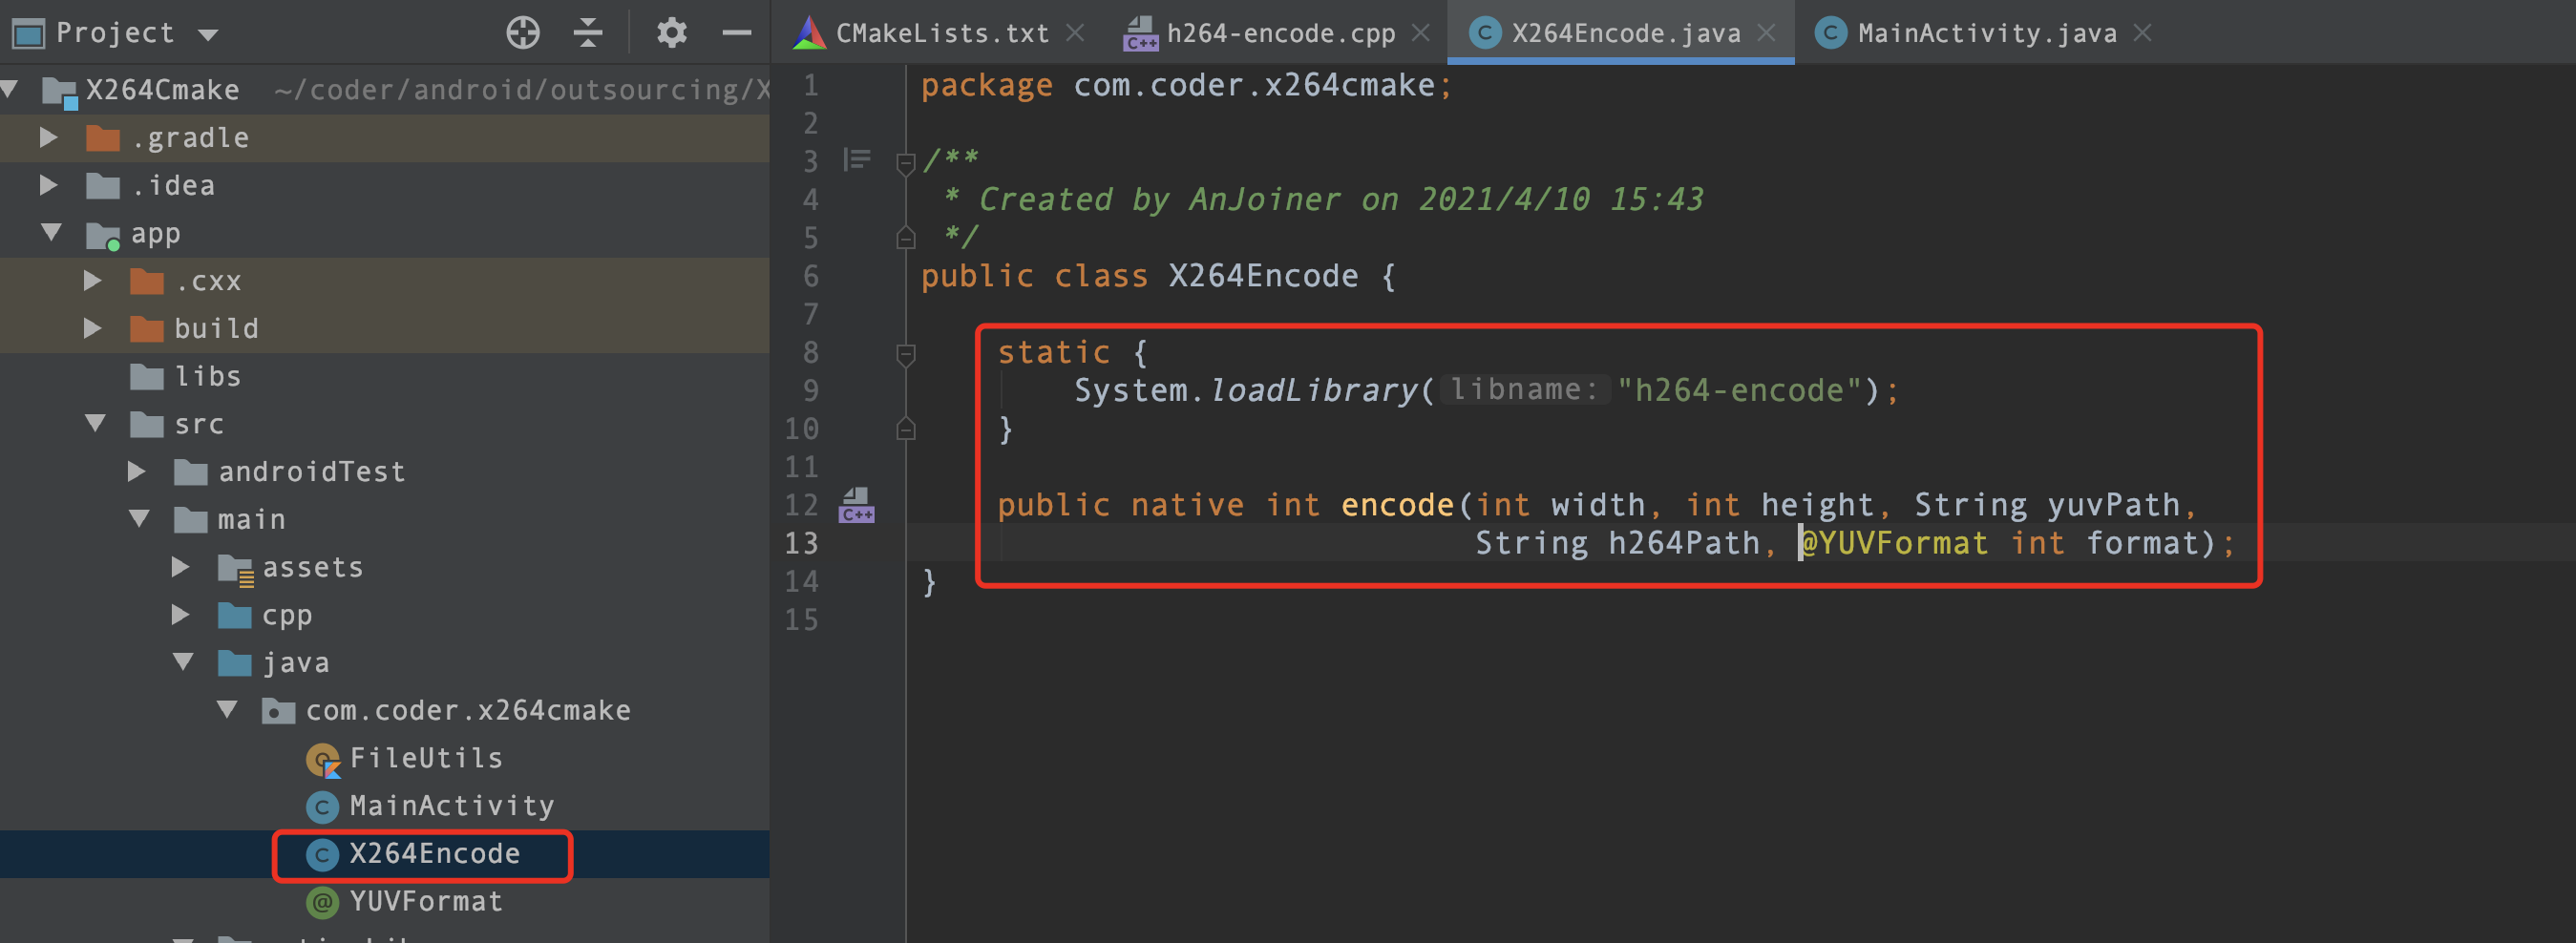 Project
X264Cmake ~/coder/android/outsourcing/X
.gradle
.idea
app
.cxx
build
libs
src
androidTest
main
assets
cpp
java
com.coder.x264cmake
FileUtils
MainActivity
X264Encode
YUVFormat
CMakeLists.txt
h264-encode.cpp
X264Encode.java
MainActivity.java
1 package com.coder.x264cmake;
2
3 /**
4 * Created by AnJoiner on 2021/4/10 15:43
5 */
6 public class X264Encode {
7
8 static {
9 System.loadLibrary( libname: "h264-encode");
10 }
11
12 public native int encode(int width, int height, String yuvPath,
13 String h264Path, @YUVFormat int format);
14 }
15